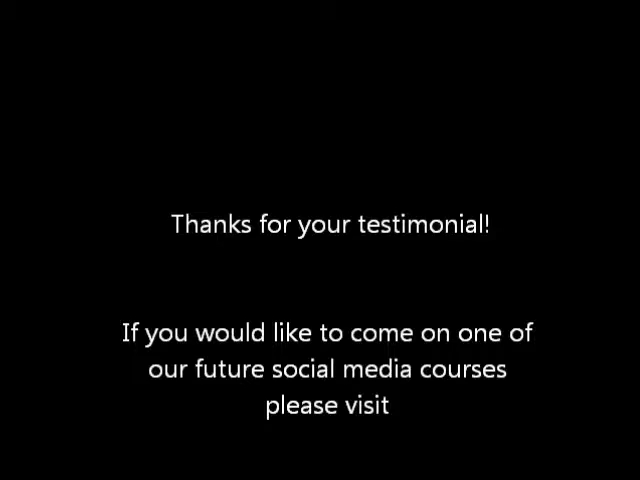 Thanks for your testimonial!
If you would like to come on one of
our future social media courses
please visit